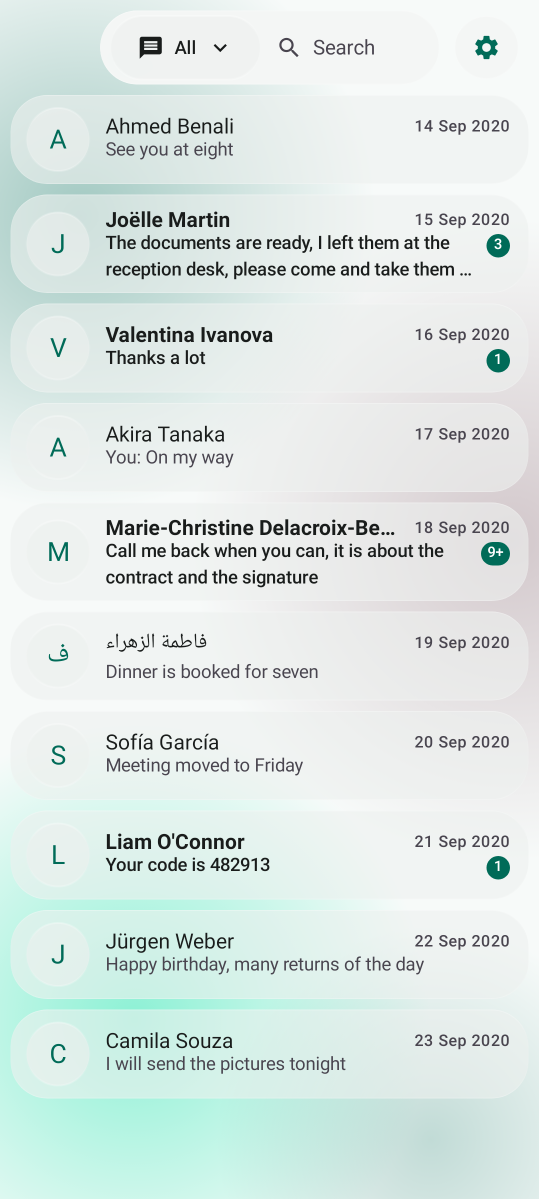 All
Search
A
Ahmed Benali
14 Sep 2020
See you at eight
J
Joëlle Martin
15 Sep 2020
The documents are ready, I left them at the
3
reception desk, please come and take them …
V
Valentina Ivanova
16 Sep 2020
Thanks a lot
1
A
Akira Tanaka
17 Sep 2020
You: On my way
M
Marie-Christine Delacroix-Be…
18 Sep 2020
Call me back when you can, it is about the
9+
contract and the signature
ف
فاطمة الزهراء
19 Sep 2020
Dinner is booked for seven
S
Sofía García
20 Sep 2020
Meeting moved to Friday
L
Liam O'Connor
21 Sep 2020
Your code is 482913
1
J
Jürgen Weber
22 Sep 2020
Happy birthday, many returns of the day
C
Camila Souza
23 Sep 2020
I will send the pictures tonight